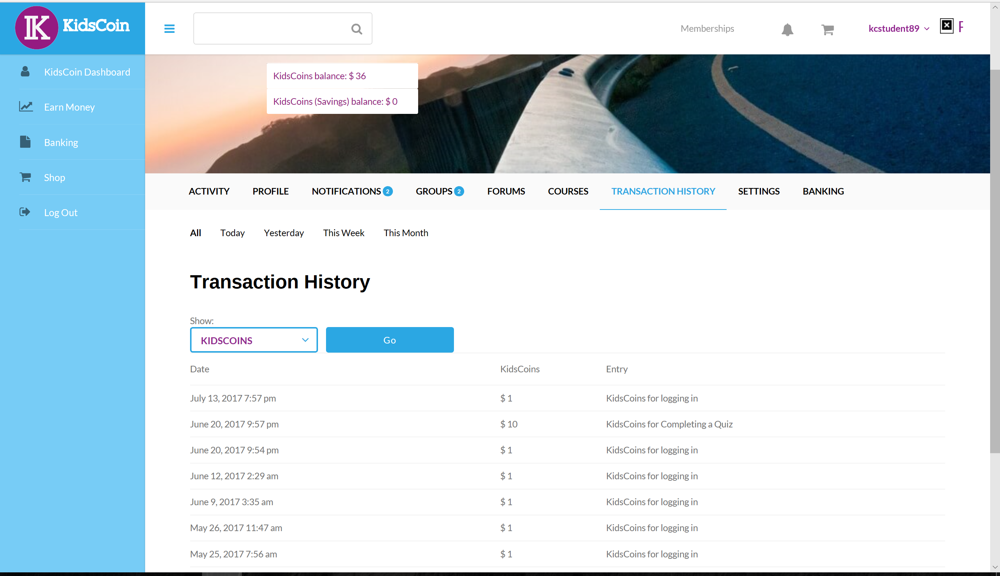 K KidsCoin
Memberships
kcstudent89
F
KidsCoin Dashboard
Earn Money
Banking
Shop
Log Out
KidsCoins balance: $ 36
KidsCoins (Savings) balance: $ 0
ACTIVITY PROFILE NOTIFICATIONS 2 GROUPS 2 FORUMS COURSES TRANSACTION HISTORY SETTINGS BANKING
All Today Yesterday This Week This Month
Transaction History
Show:
KIDSCOINS Go
Date KidsCoins Entry
July 13, 2017 7:57 pm $ 1 KidsCoins for logging in
June 20, 2017 9:57 pm $ 10 KidsCoins for Completing a Quiz
June 20, 2017 9:54 pm $ 1 KidsCoins for logging in
June 12, 2017 2:29 am $ 1 KidsCoins for logging in
June 9, 2017 3:35 am $ 1 KidsCoins for logging in
May 26, 2017 11:47 am $ 1 KidsCoins for logging in
May 25, 2017 7:56 am $ 1 KidsCoins for logging in